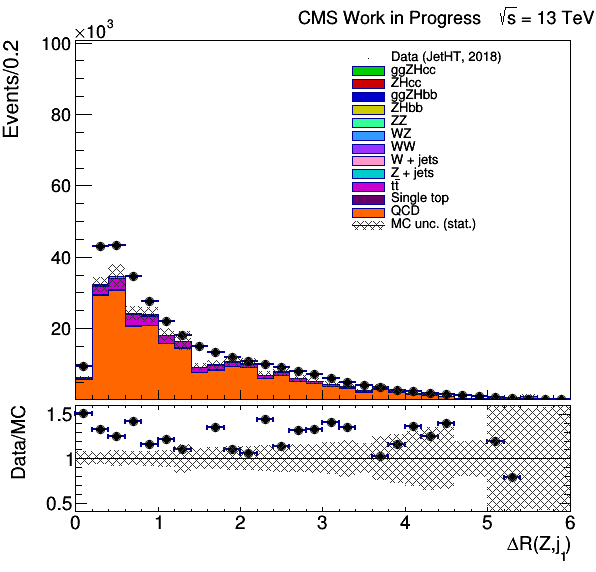 CMS Work in Progress √s = 13 TeV
×10³
Events/0.2
100
80
60
40
20
Data (JetHT, 2018)
ggZHcc
ZHcc
ggZHbb
ZHbb
ZZ
WZ
WW
W + jets
Z + jets
tt̄
Single top
QCD
MC unc. (stat.)
Data/MC
1.5
1
0.5
0 1 2 3 4 5 6
ΔR(Z,j₁)